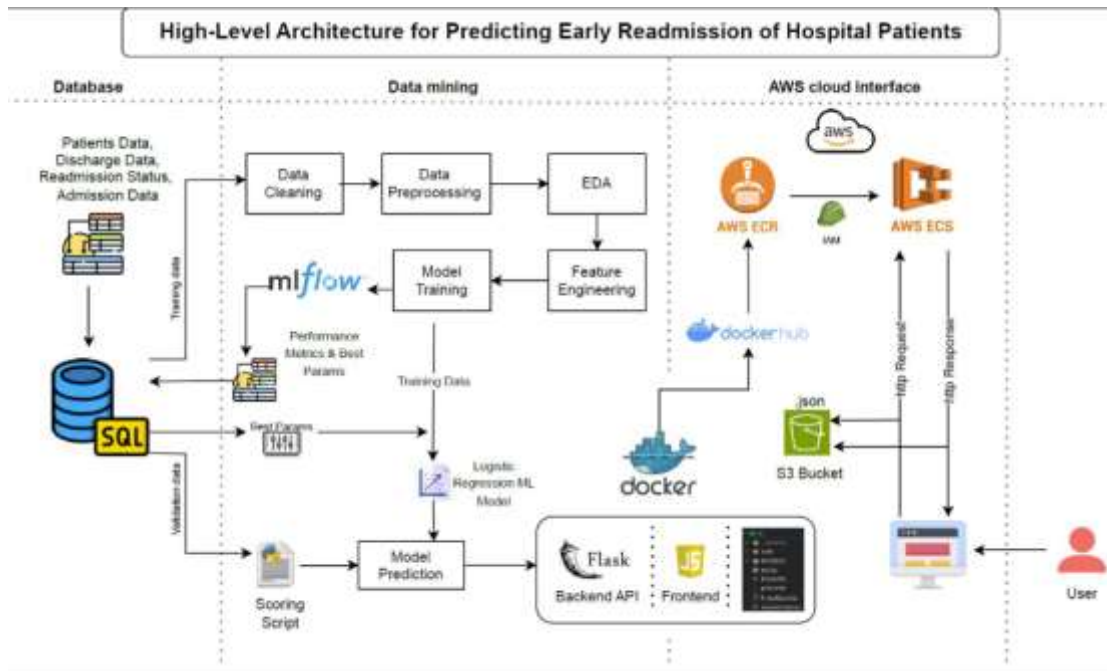 High-Level Architecture for Predicting Early Readmission of Hospital Patients
Database
Data mining
AWS cloud interface
Patients Data,
Discharge Data,
Readmission Status,
Admission Data
Data
Cleaning
Data
Preprocessing
EDA
aws
AWS ECR
IAM
AWS ECS
Training data
mlflow
Model
Training
Feature
Engineering
dockerhub
Performance
Metrics & Best
Params
Training Data
http Request
http Response
.json
S3 Bucket
SQL
Best Params
Logistic
Regression ML
Model
docker
Validation data
Scoring
Script
Model
Prediction
Flask
Backend API
JS
Frontend
User